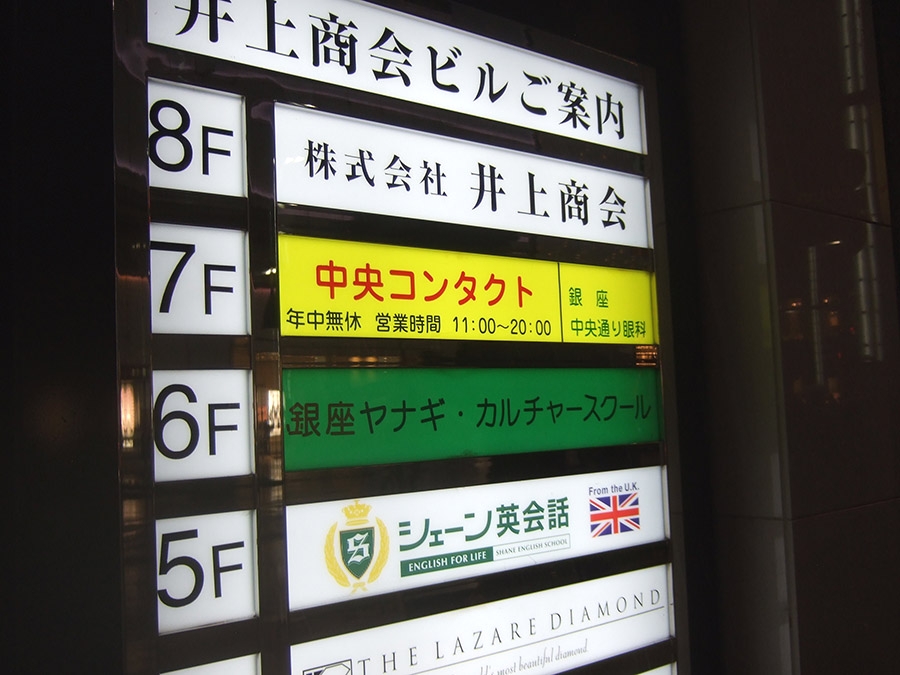 井上商会ビルご案内
8F
株式会社 井上商会
7F
中央コンタクト
年中無休 営業時間 11:00～20:00
銀座
中央通り眼科
6F
銀座ヤナギ・カルチャースクール
5F
S
シェーン英会話
ENGLISH FOR LIFE
SHANE ENGLISH SCHOOL
From the U.K.
THE LAZARE DIAMOND
most beautiful diamond.